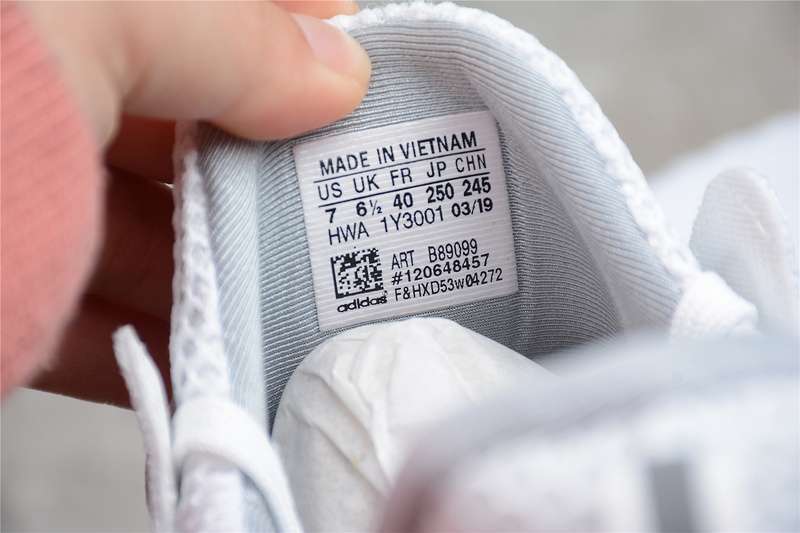 MADE IN VIETNAM
US UK FR JP CHN
7 6½ 40 250 245
HWA 1Y3001 03/19
ART B89099
#120648457
F&HXD53w04272
adidas